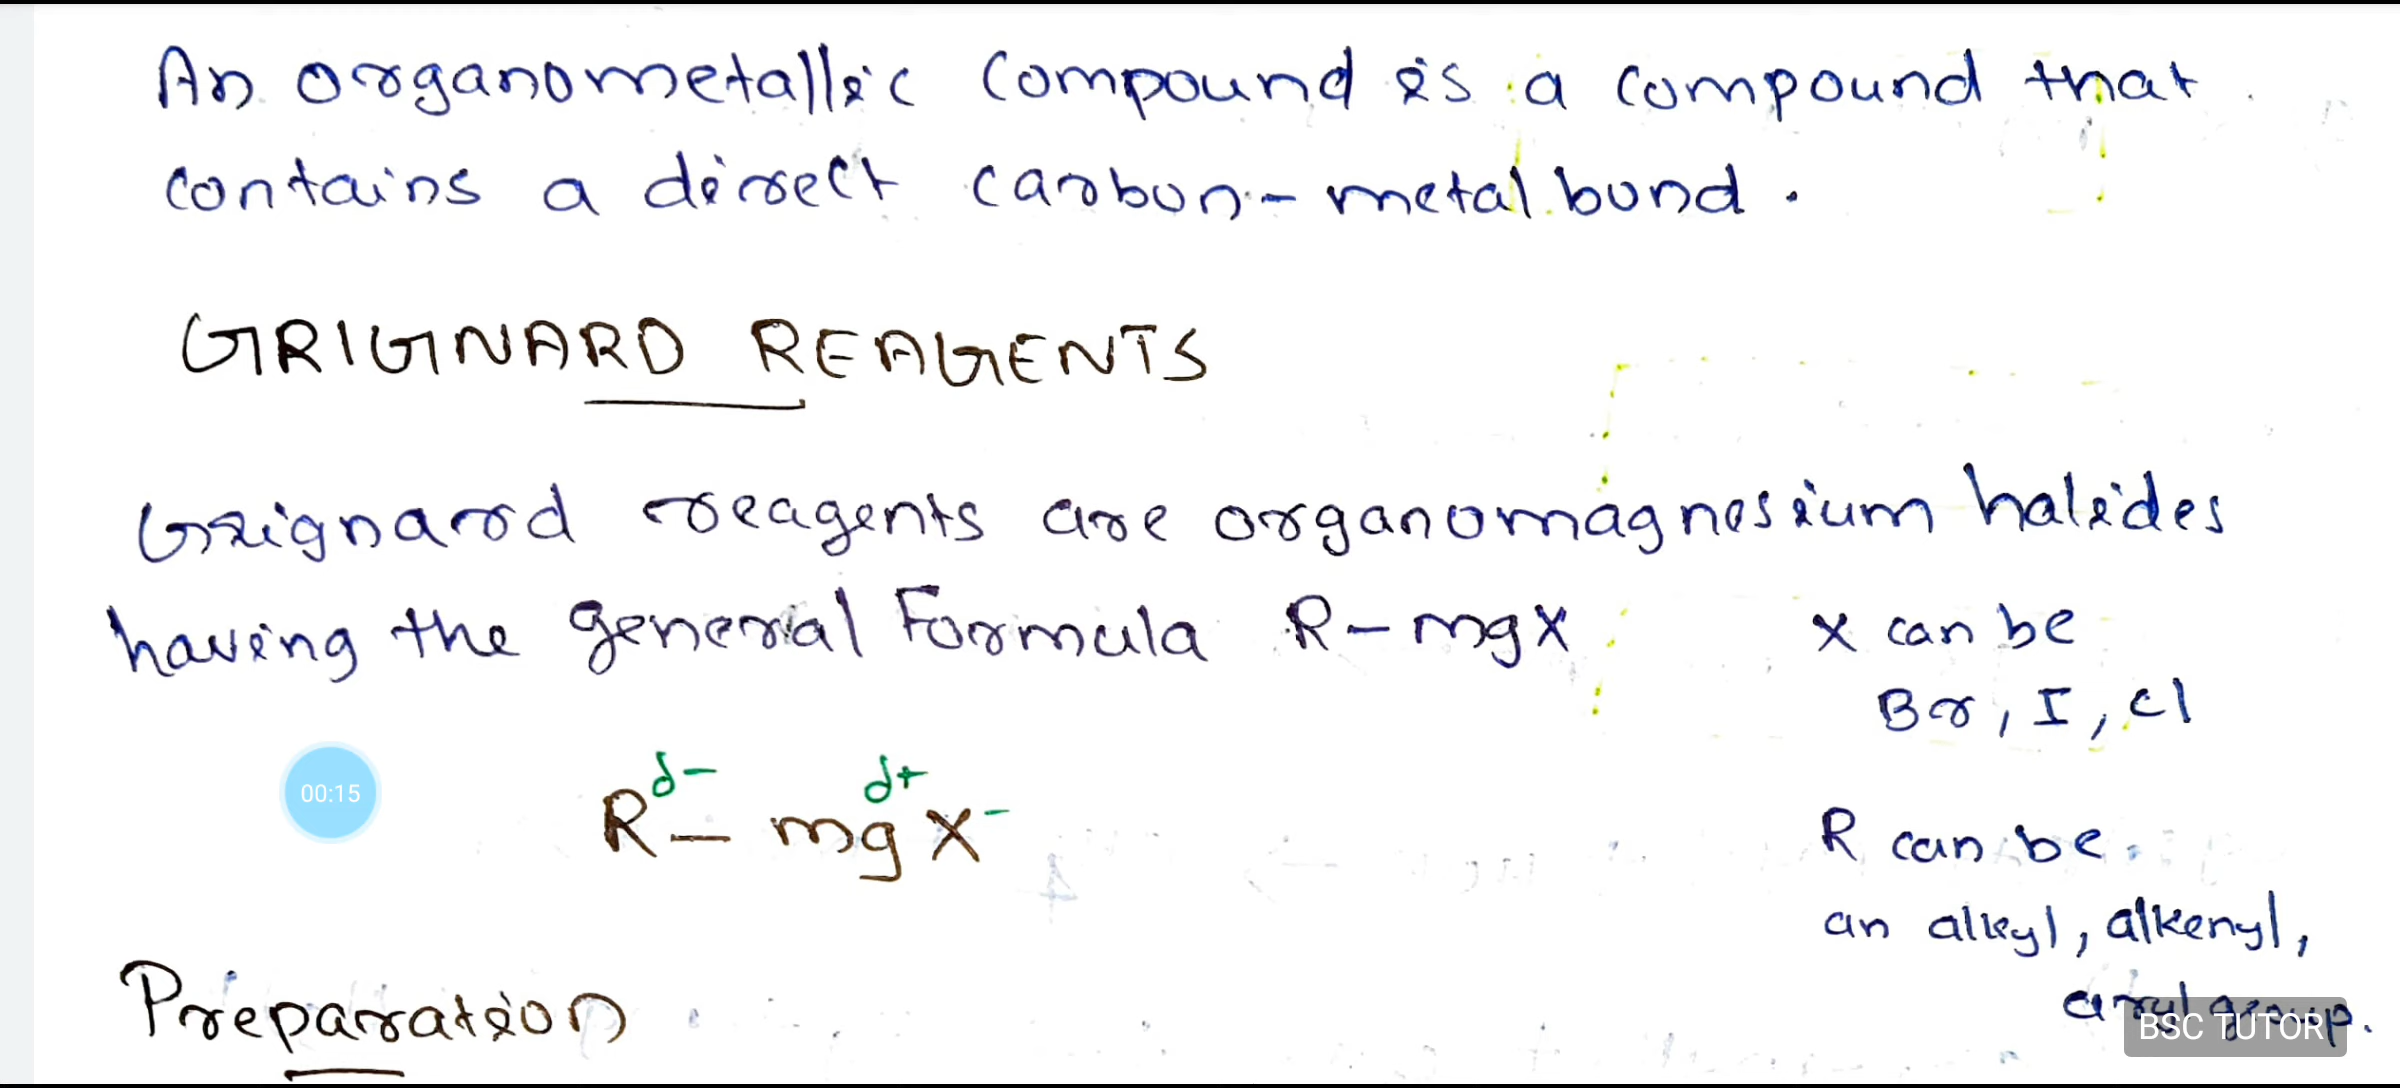 An organometallic compound is a compound that
contains a direct carbon-metal bond.
GRIGNARD REAGENTS
Grignard reagents are organomagnesium halides
having the general Formula R-mgX
X can be
Br, I, Cl
R^δ- - mg^δ+ X^-
00:15
R can be
an alkyl, alkenyl,
aryl group.
BSC TUTOR
Preparation